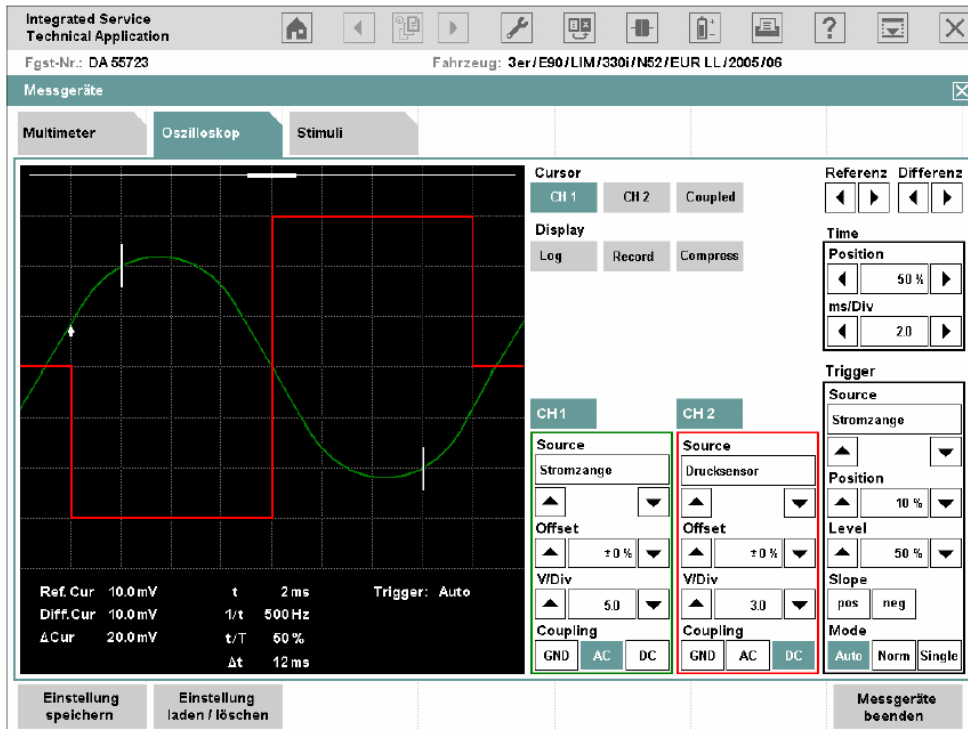 Integrated Service
Technical Application
?
Fgst-Nr.: DA 55723
Fahrzeug: 3er/E90/LIM/330i/N52/EUR LL/2005/06
Messgeräte
Multimeter
Oszilloskop
Stimuli
Cursor
CH 1
CH 2
Coupled
Display
Log
Record
Compress
Referenz
Differenz
Time
Position
50 %
ms/Div
2.0
Trigger
Source
Stromzange
Position
10 %
Level
50 %
Slope
pos
neg
Mode
Auto
Norm
Single
CH 1
Source
Stromzange
Offset
±0 %
V/Div
5.0
Coupling
GND
AC
DC
CH 2
Source
Drucksensor
Offset
±0 %
V/Div
3.0
Coupling
GND
AC
DC
Ref. Cur 10.0 mV t 2 ms Trigger: Auto
Diff.Cur 10.0 mV 1/t 500 Hz
ΔCur 20.0 mV t/T 50 %
Δt 12 ms
Einstellung
speichern
Einstellung
laden / löschen
Messgeräte
beenden